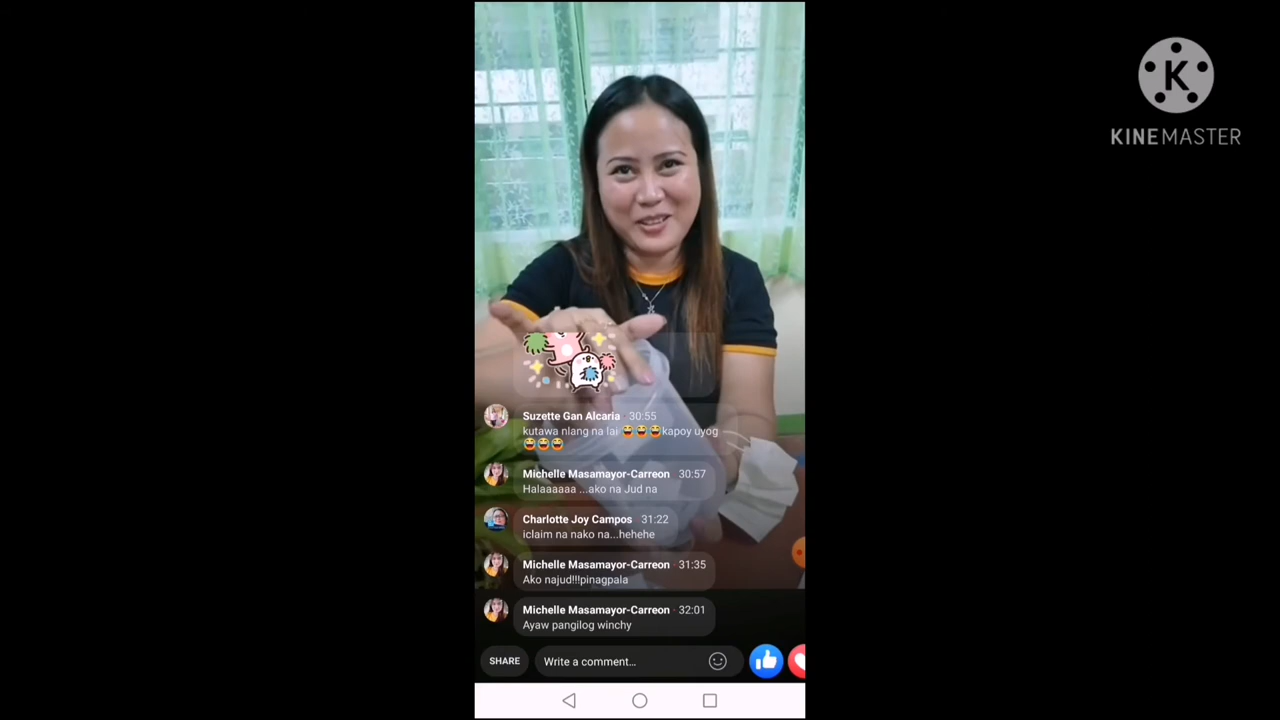 K
KINEMASTER
Suzette Gan Alcaria · 30:55
kutawa nlang na lai 😆😆😆kapoy uyog
😆😆😆
Michelle Masamayor-Carreon · 30:57
Halaaaaaa ...ako na Jud na
Charlotte Joy Campos · 31:22
iclaim na nako na...hehehe
Michelle Masamayor-Carreon · 31:35
Ako najud!!!pinagpala
Michelle Masamayor-Carreon · 32:01
Ayaw pangilog winchy
SHARE
Write a comment...